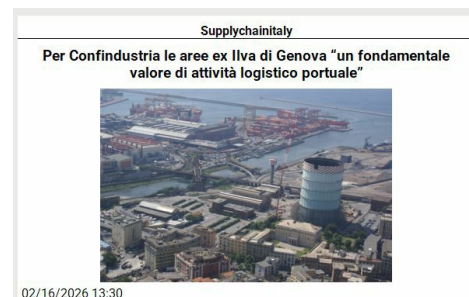 Supplychainitaly
Per Confindustria le aree ex Ilva di Genova “un fondamentale
valore di attività logistico portuale”
02/16/2026 13:30